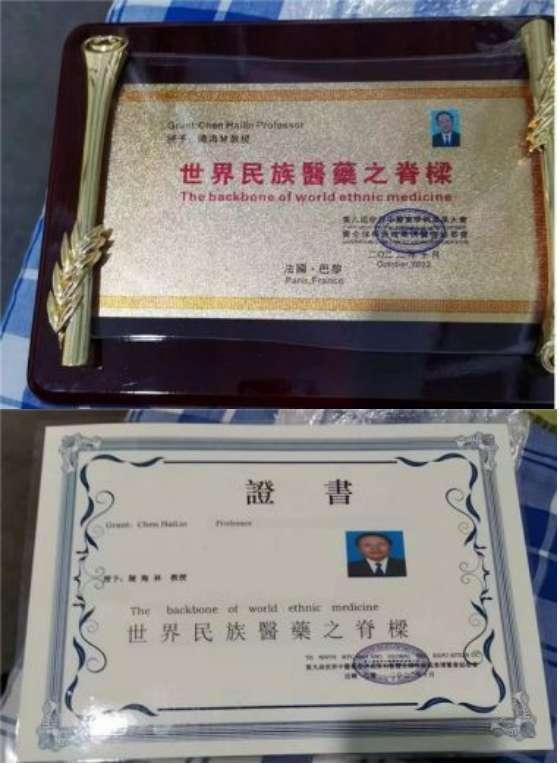 Grant:Chen Hailin Professor
授予：陳海林教授
世界民族醫藥之脊樑
The backbone of world ethnic medicine
法國·巴黎
Paris,France
October,2022
證 書
Grant: Chen HaiLin Professor
授予：陳海林 教授
The backbone of world ethnic medicine
世界民族醫藥之脊樑